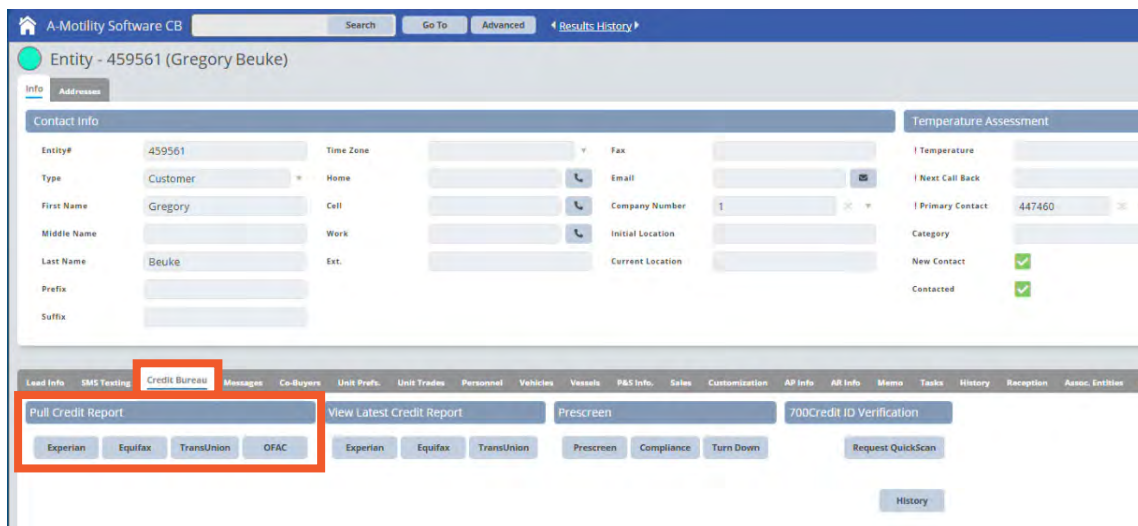 A-Motility Software CB Search Go To Advanced Results History
Entity - 459561 (Gregory Beuke)
Info Addresses
Contact Info Temperature Assessment
Entity# 459561 Time Zone Fax ! Temperature
Type Customer Home Email ! Next Call Back
First Name Gregory Cell Company Number 1 ! Primary Contact 447460
Middle Name Work Initial Location Category
Last Name Beuke Ext. Current Location New Contact
Prefix Contacted
Suffix
Lead Info SMS Texting Credit Bureau Messages Co-Buyers Unit Prefs. Unit Trades Personnel Vehicles Vessels P&S Info. Sales Customization AP Info AR Info Memo Tasks History Reception Assoc. Entities
Pull Credit Report View Latest Credit Report Prescreen 700Credit ID Verification
Experian Equifax TransUnion OFAC Experian Equifax TransUnion Prescreen Compliance Turn Down Request QuickScan
History